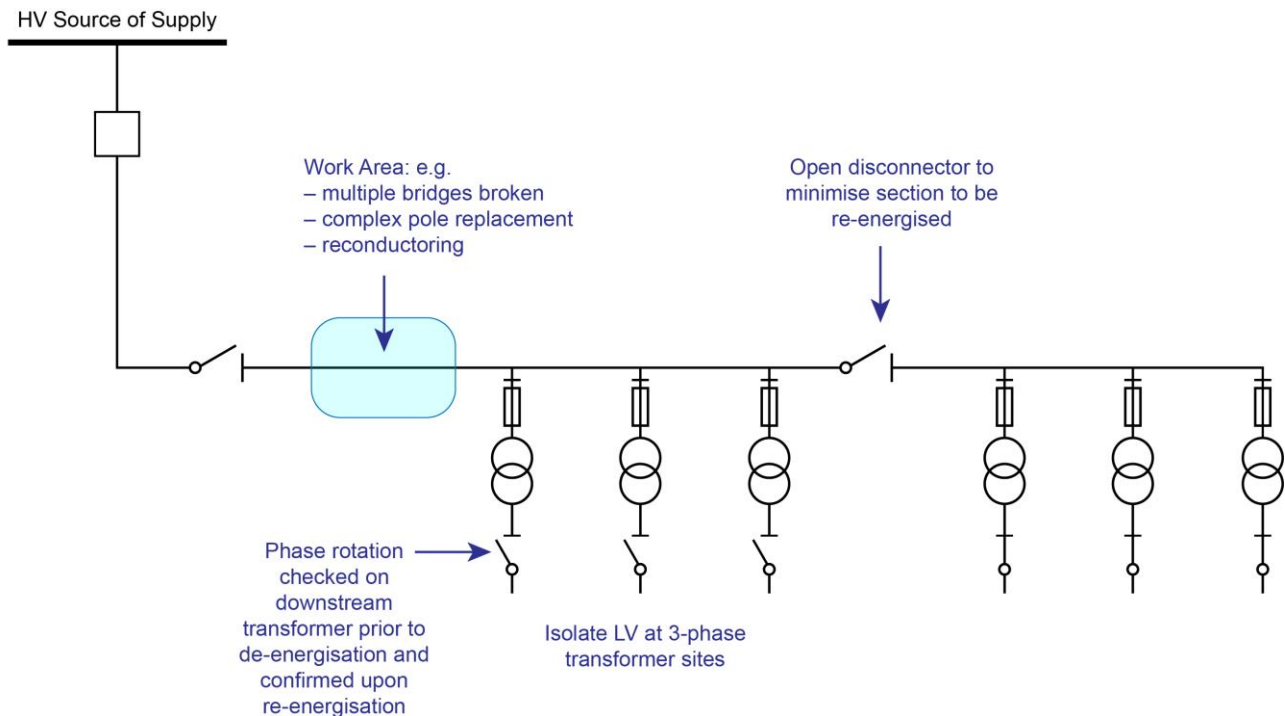 HV Source of Supply
Work Area: e.g.
– multiple bridges broken
– complex pole replacement
– reconductoring
Open disconnector to
minimise section to be
re-energised
Phase rotation
checked on
downstream
transformer prior to
de-energisation and
confirmed upon
re-energisation
Isolate LV at 3-phase
transformer sites